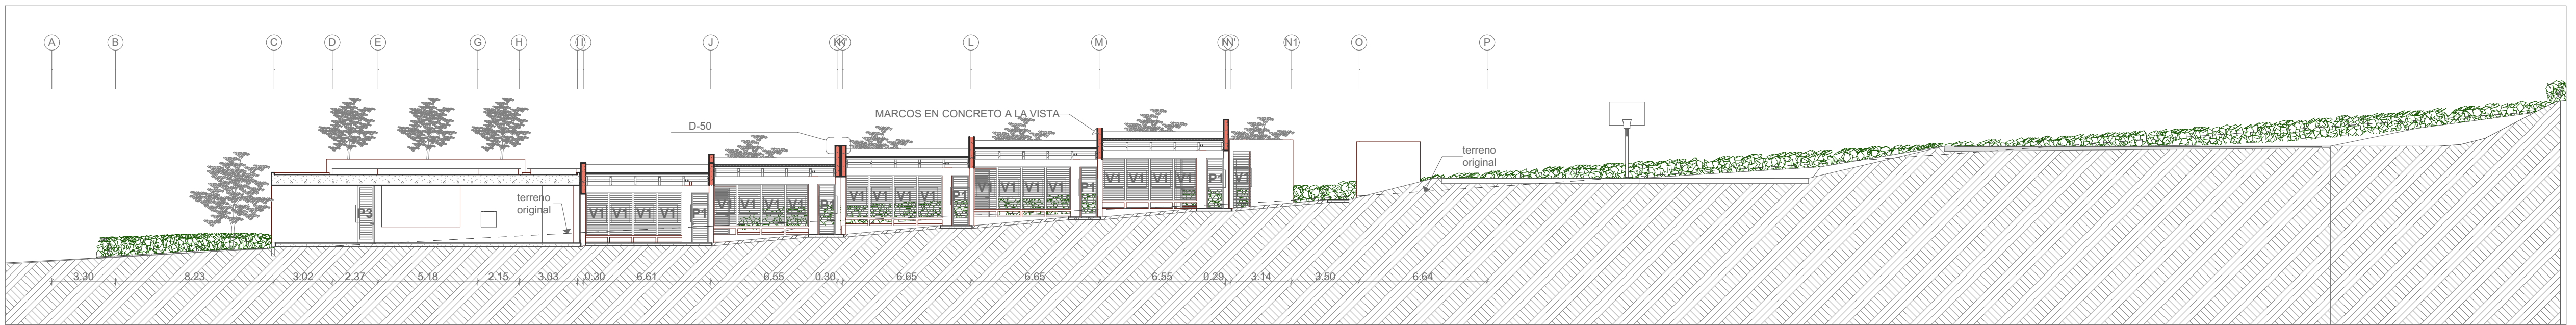 A B C D E G H I I' J K K' L M N N' N1 O P
MARCOS EN CONCRETO A LA VISTA
D-50
terreno
original
terreno
original
P3
V1 V1 V1 V1 P1
V1 V1 V1 V1 P1
V1 V1 V1 V1 P1
V1 V1 V1 V1 P1
V1 V1 V1 V1 P1 V1
3.30 8.23 3.02 2.37 5.18 2.15 3.03 0.30 6.61 6.55 0.30 6.65 6.65 6.55 0.29 3.14 3.50 6.64